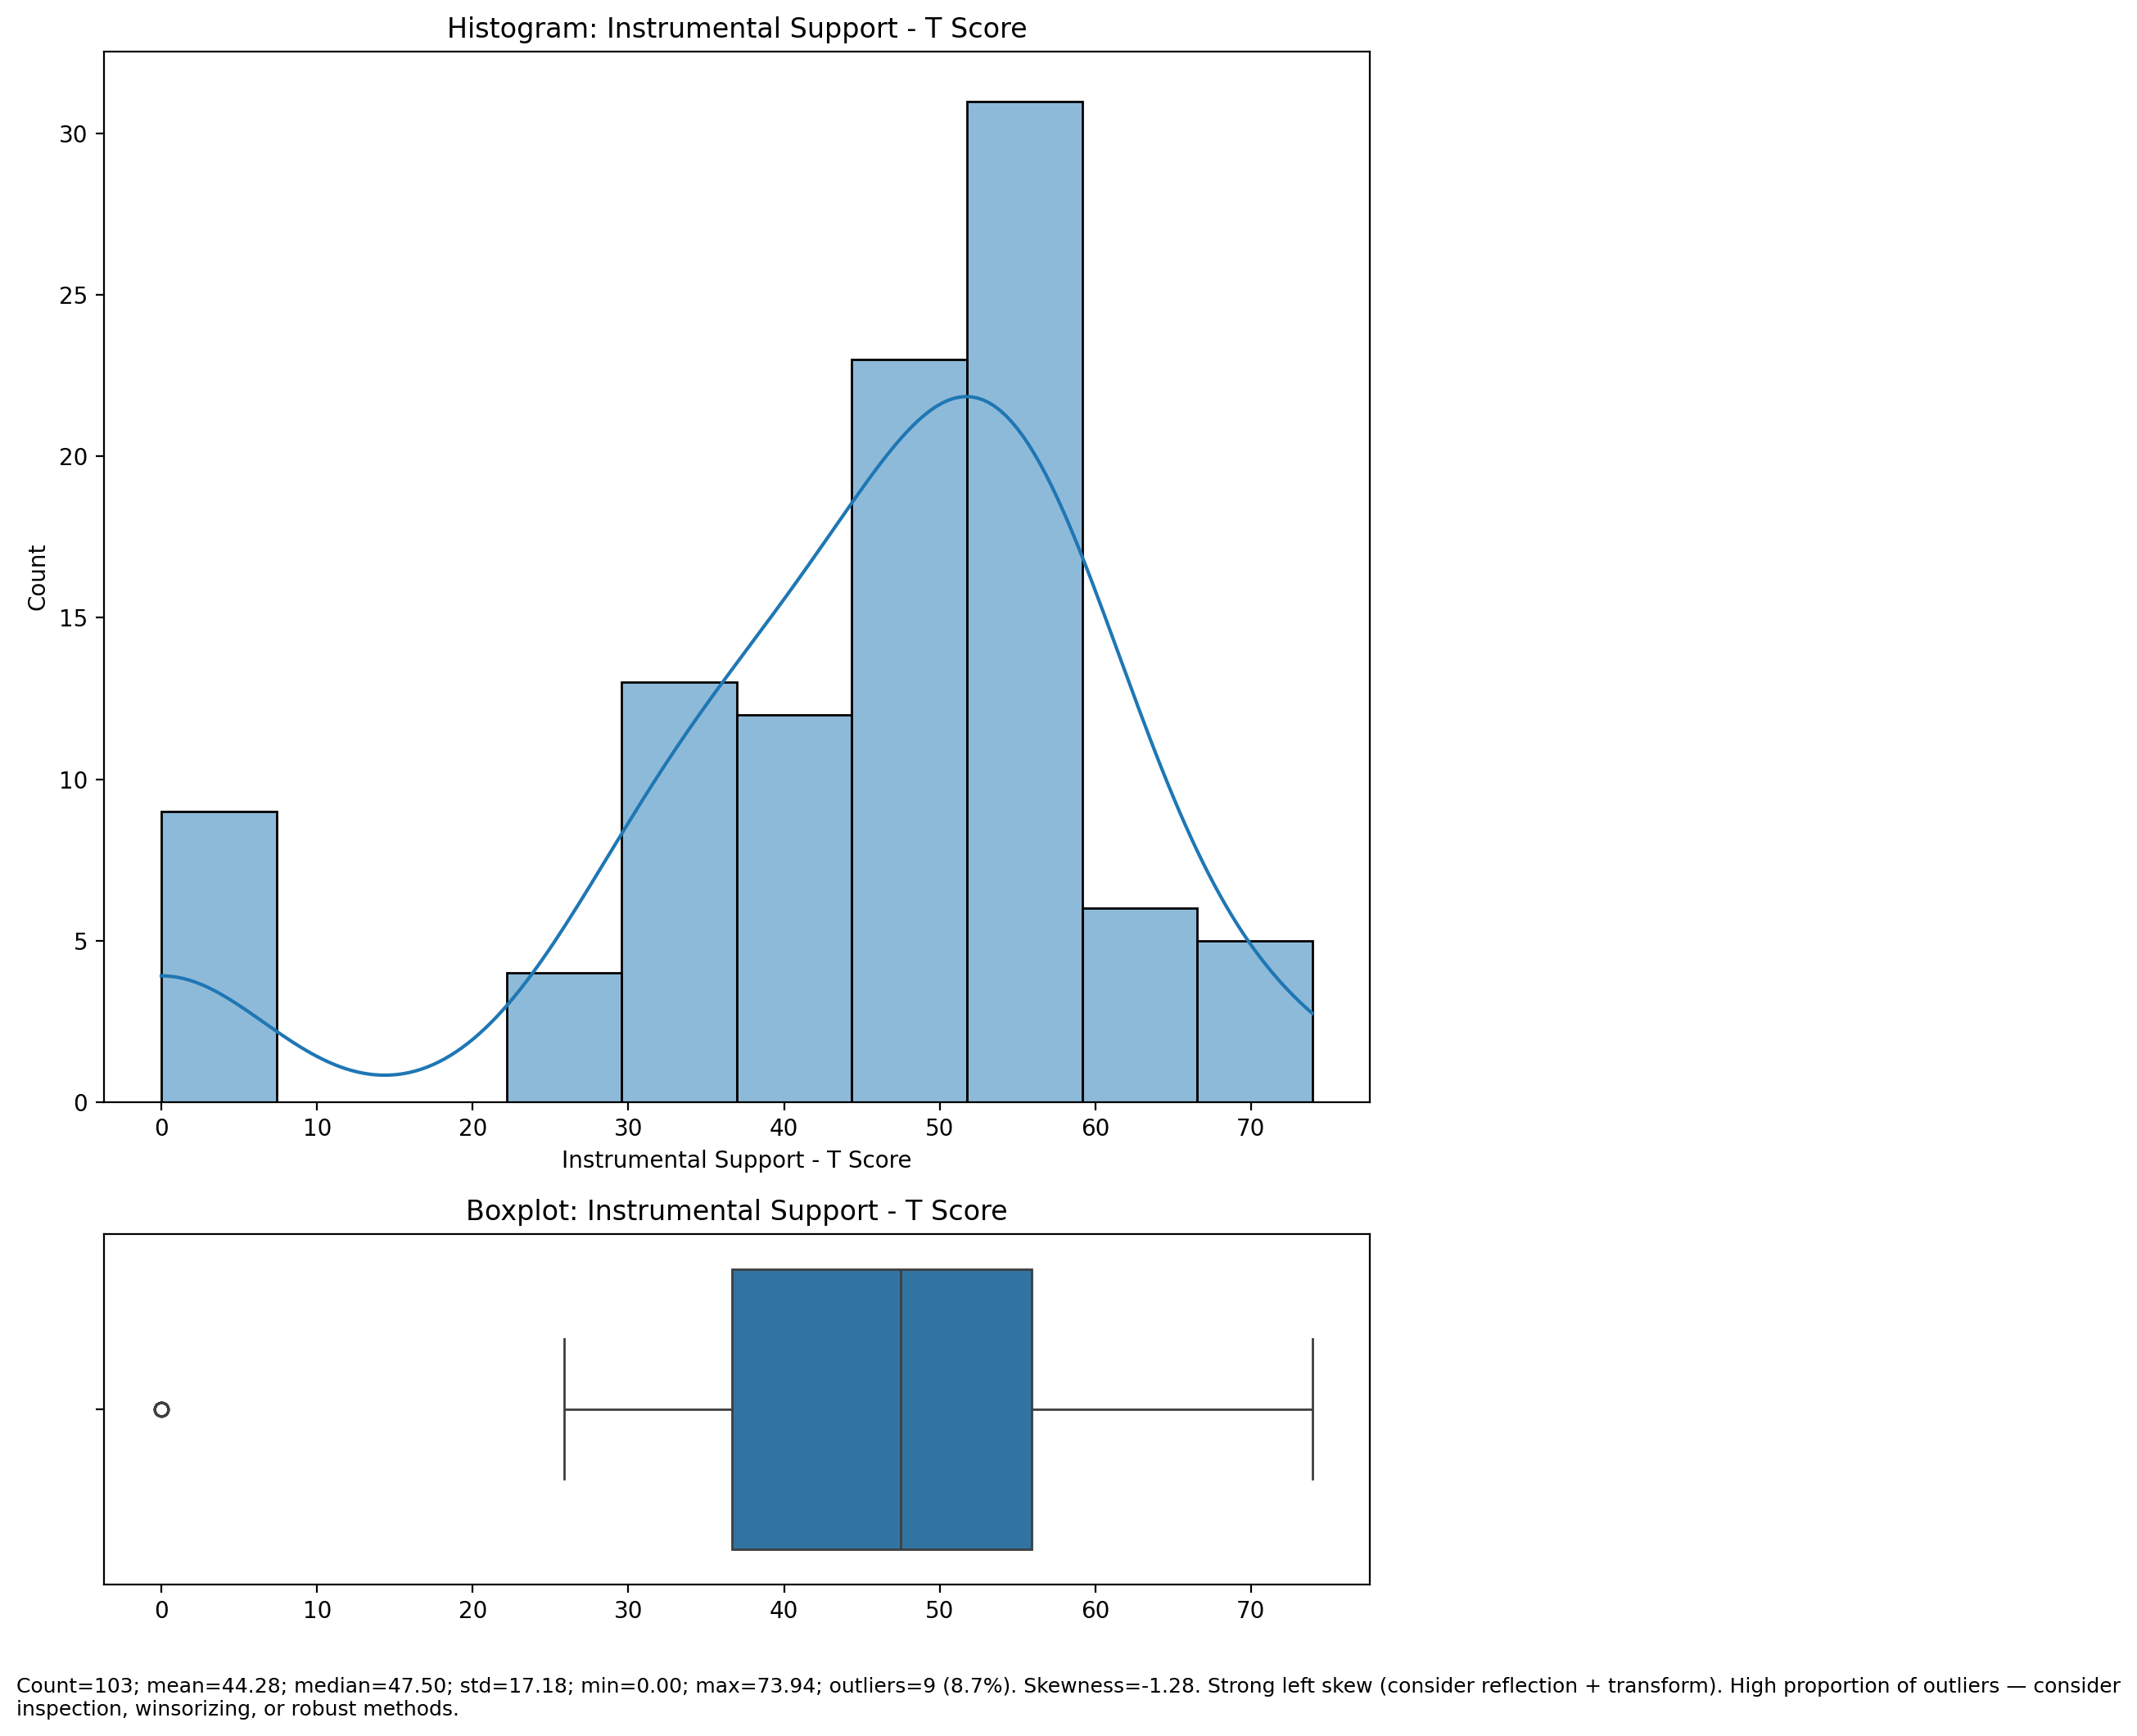 Histogram: Instrumental Support - T Score
Count
30
25
20
15
10
5
0
0 10 20 30 40 50 60 70
Instrumental Support - T Score
Boxplot: Instrumental Support - T Score
0 10 20 30 40 50 60 70
Count=103; mean=44.28; median=47.50; std=17.18; min=0.00; max=73.94; outliers=9 (8.7%). Skewness=-1.28. Strong left skew (consider reflection + transform). High proportion of outliers — consider
inspection, winsorizing, or robust methods.